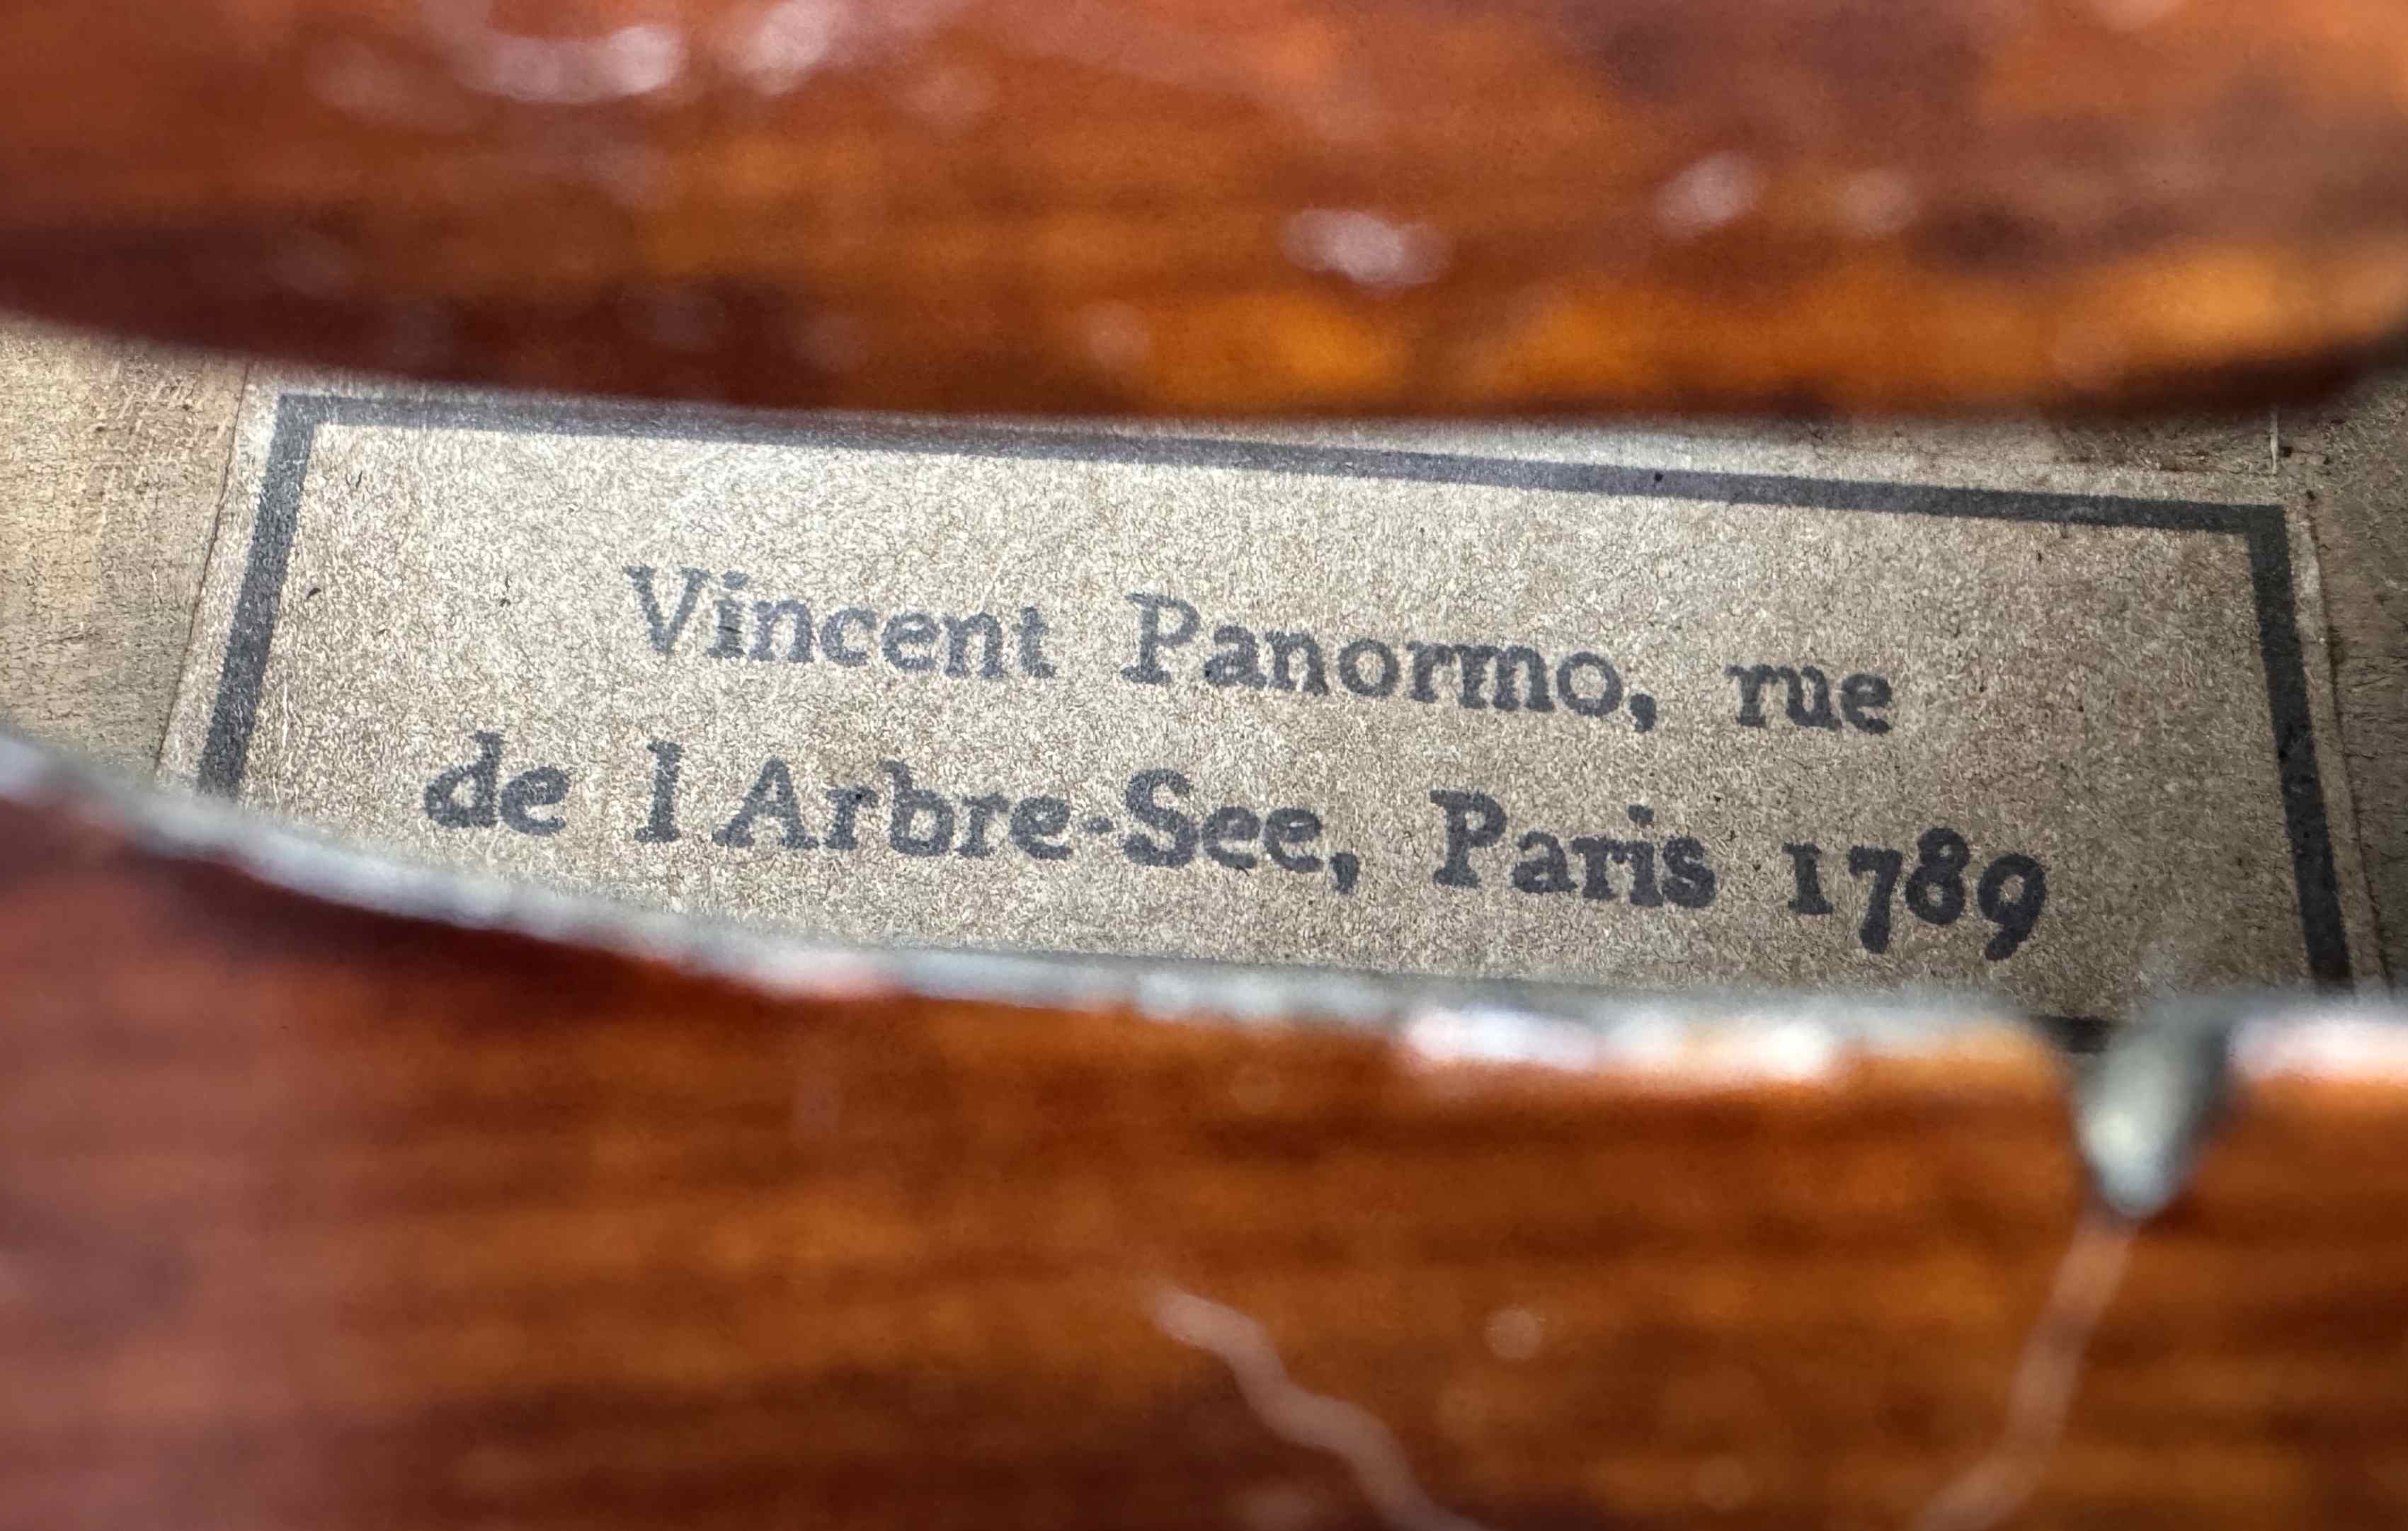 Vincent Panormo, rue
de l Arbre-See, Paris 1789